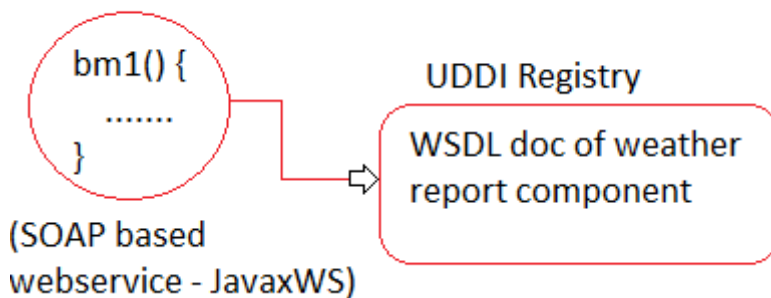 bm1() {
.......
}
(SOAP based
webservice - JavaxWS)
UDDI Registry
WSDL doc of weather
report component